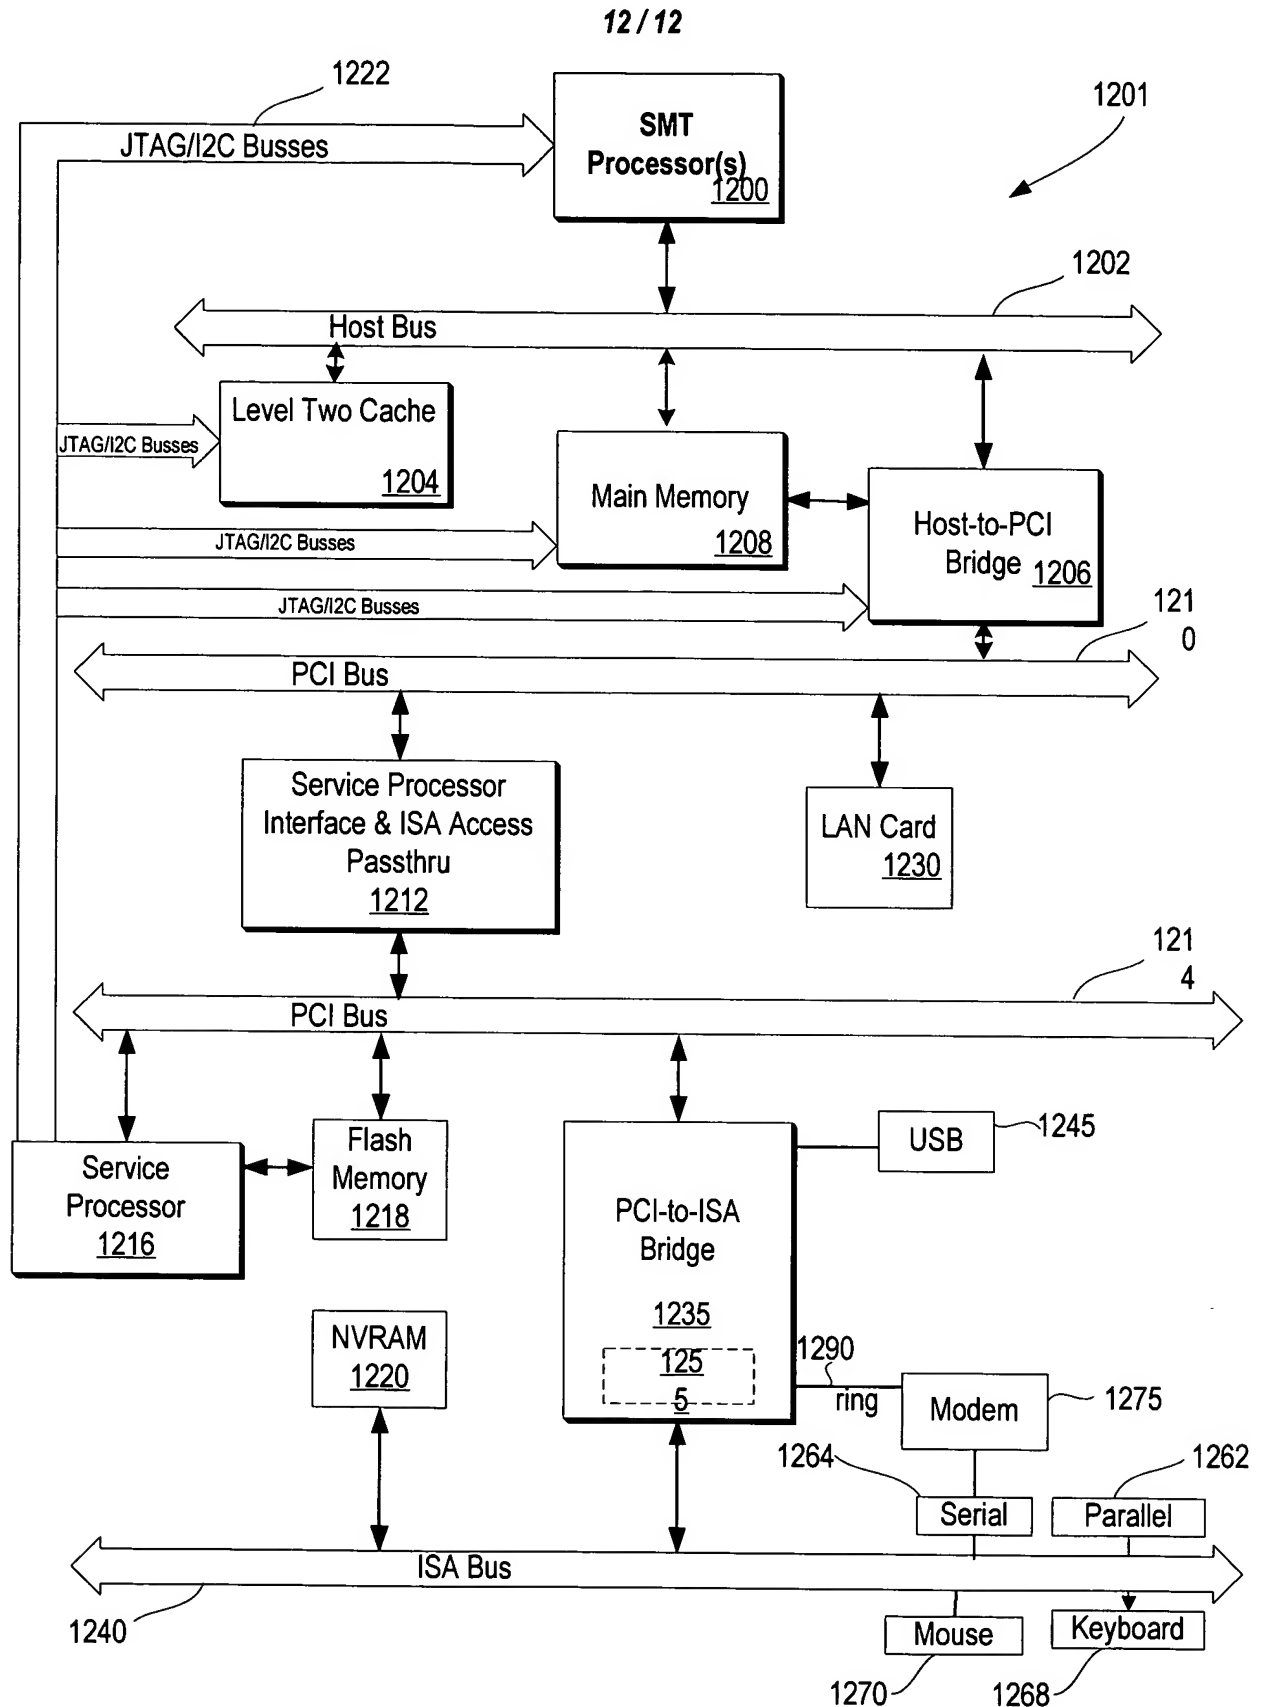 12 / 12
1222
1201
JTAG/I2C Busses
SMT
Processor(s)
1200
1202
Host Bus
Level Two Cache
1204
JTAG/I2C Busses
Main Memory
1208
Host-to-PCI
Bridge
1206
JTAG/I2C Busses
JTAG/I2C Busses
121
0
PCI Bus
Service Processor
Interface & ISA Access
Passthru
1212
LAN Card
1230
121
4
PCI Bus
Service
Processor
1216
Flash
Memory
1218
PCI-to-ISA
Bridge
1235
125
5
USB
1245
NVRAM
1220
1290
ring
Modem
1275
1264
1262
Serial
Parallel
ISA Bus
1240
Mouse
Keyboard
1270
1268